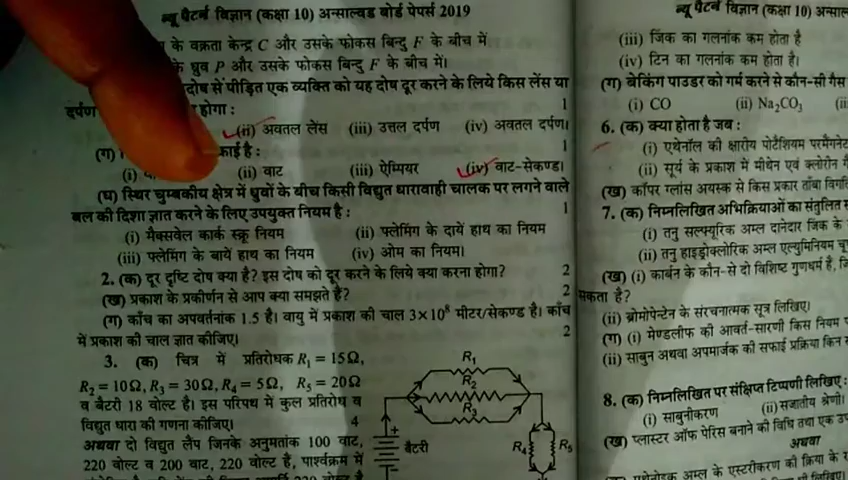 न्यू पैटर्न विज्ञान (कक्षा 10) अन्साल्वड बोर्ड पेपर्स 2019
के वक्रता केन्द्र C और उसके फोकस बिन्दु F के बीच में
के ध्रुव P और उसके फोकस बिन्दु F के बीच में।
दोष से पीड़ित एक व्यक्ति को यह दोष दूर करने के लिये किस लेंस या
दर्पण होगा : 1
(ii) अवतल लेंस (iii) उत्तल दर्पण (iv) अवतल दर्पण।
(ग) काई है : 1
(i) (ii) वाट (iii) ऐम्पियर (iv) वाट-सेकण्ड।
(घ) स्थिर चुम्बकीय क्षेत्र में ध्रुवों के बीच किसी विद्युत धारावाही चालक पर लगने वाले
बल की दिशा ज्ञात करने के लिए उपयुक्त नियम है : 1
(i) मैक्सवेल कार्क स्क्रू नियम (ii) फ्लेमिंग के दायें हाथ का नियम
(iii) फ्लेमिंग के बायें हाथ का नियम (iv) ओम का नियम।
2. (क) दूर दृष्टि दोष क्या है? इस दोष को दूर करने के लिये क्या करना होगा? 2
(ख) प्रकाश के प्रकीर्णन से आप क्या समझते हैं? 2
(ग) काँच का अपवर्तनांक 1.5 है। वायु में प्रकाश की चाल 3×10⁸ मीटर/सेकण्ड है। काँच
में प्रकाश की चाल ज्ञात कीजिए। 2
3. (क) चित्र में प्रतिरोधक R₁ = 15Ω,
R₂ = 10Ω, R₃ = 30Ω, R₄ = 5Ω, R₅ = 20Ω
व बैटरी 18 वोल्ट है। इस परिपथ में कुल प्रतिरोध व
विद्युत धारा की गणना कीजिए। 4
अथवा दो विद्युत लैंप जिनके अनुमतांक 100 वाट,
220 वोल्ट व 200 वाट, 220 वोल्ट हैं, पार्श्वक्रम में
R₁
R₂
R₃
+
बैटरी
R₄
R₅
न्यू पैटर्न विज्ञान (कक्षा 10)
(iii) जिंक का गलनांक कम होता है
(iv) टिन का गलनांक कम होता है।
(ग) बेकिंग पाउडर को गर्म करने से कौन-सी गैस
(i) CO (ii) Na₂CO₃
6. (क) क्या होता है जब :
(i) एथेनॉल की क्षारीय पोटैशियम
(ii) सूर्य के प्रकाश में मीथेन एवं क्लोरीन
(ख) कॉपर ग्लांस अयस्क से किस प्रकार ताँबा
7. (क) निम्नलिखित अभिक्रियाओं का संतुलित
(i) तनु सल्फ्यूरिक अम्ल दानेदार जिंक के
(ii) तनु हाइड्रोक्लोरिक अम्ल एल्युमिनियम
(ख) (i) कार्बन के कौन-से दो विशिष्ट गुणधर्म हैं,
सकता है?
(ii) ब्रोमोपेन्टेन के संरचनात्मक सूत्र लिखिए।
(ग) (i) मेण्डलीफ की आवर्त-सारणी किस नियम
(ii) साबुन अथवा अपमार्जक की सफाई प्रक्रिया किन
8. (क) निम्नलिखित पर संक्षिप्त टिप्पणी लिखिए :
(i) साबुनीकरण (ii) सजातीय श्रेणी।
(ख) प्लास्टर ऑफ पेरिस बनाने की विधि तथा एक
अथवा
अम्ल के एस्टरीकरण की क्रिया के